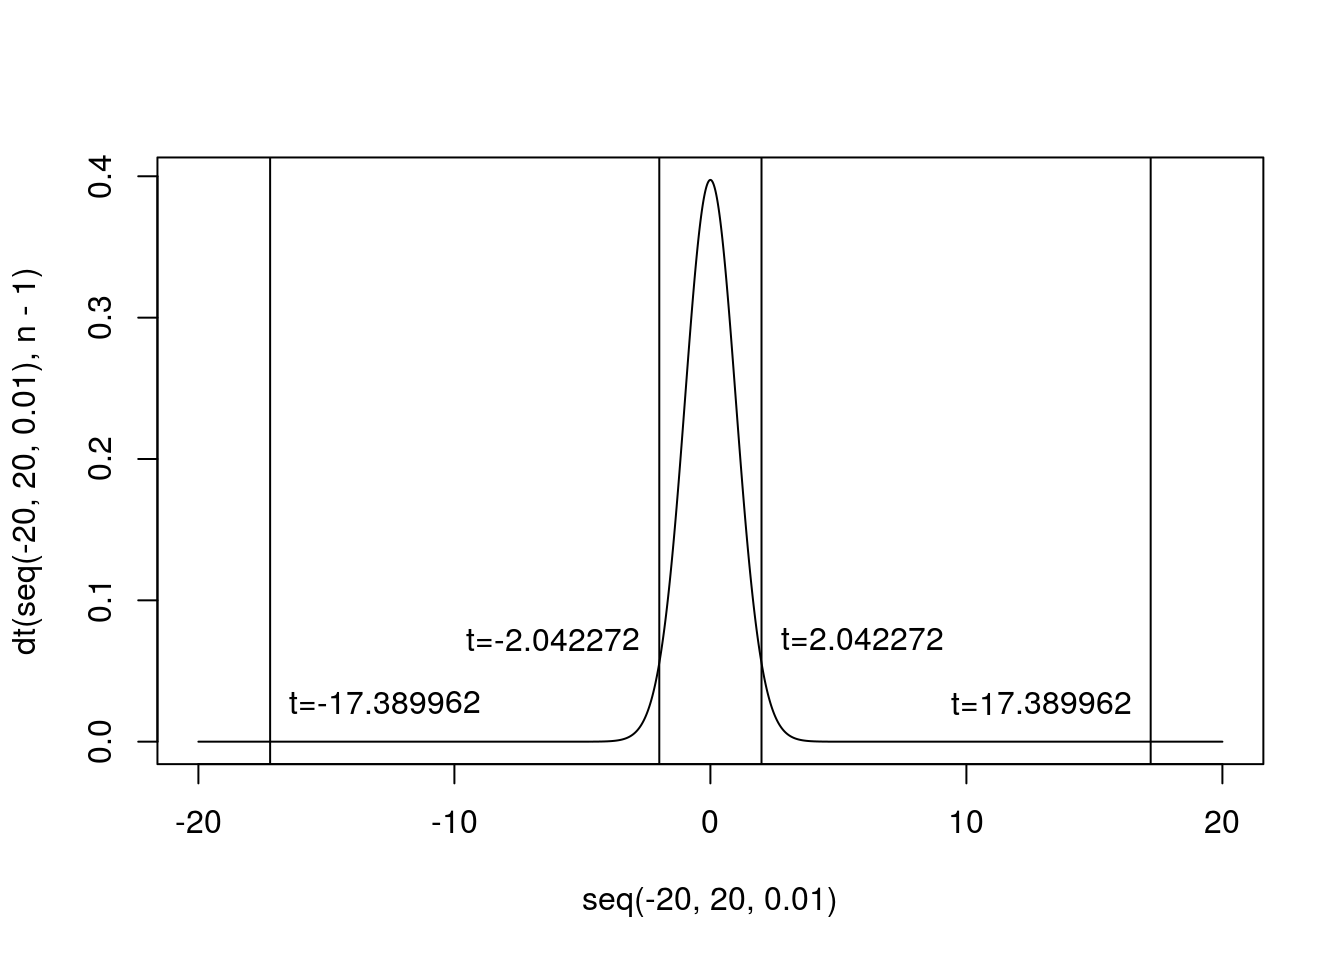 dt(seq(-20, 20, 0.01), n - 1)
0.4
0.3
0.2
0.1
0.0
t=-2.042272
t=2.042272
t=-17.389962
t=17.389962
-20
-10
0
10
20
seq(-20, 20, 0.01)